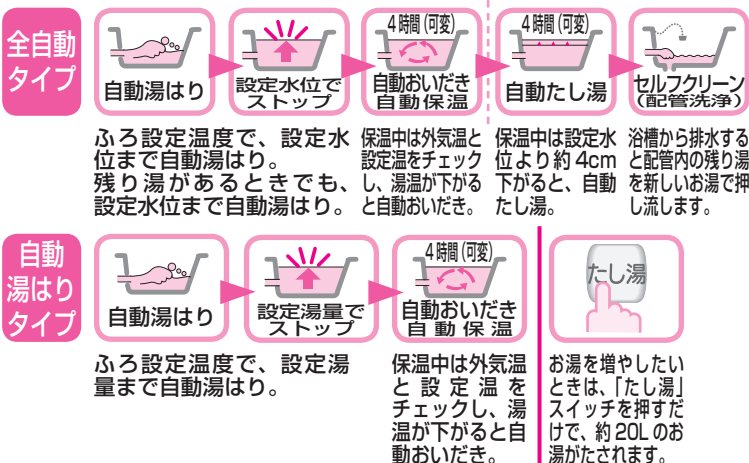 全自動
タイプ
自動湯はり
設定水位で
ストップ
4時間(可変)
自動おいだき
自動保温
4時間(可変)
自動たし湯
セルフクリーン
(配管洗浄)
ふろ設定温度で、設定水
位まで自動湯はり。
残り湯があるときでも、
設定水位まで自動湯はり。
保温中は外気温と
設定温をチェック
し、湯温が下がる
と自動おいだき。
保温中は設定水
位より約4cm
下がると、自動
たし湯。
浴槽から排水する
と配管内の残り湯
を新しいお湯で押
し流します。
自動
湯はり
タイプ
自動湯はり
設定湯量で
ストップ
4時間(可変)
自動おいだき
自動保温
たし湯
ふろ設定温度で、設定湯
量まで自動湯はり。
保温中は外気温
と設定温を
チェックし、湯
温が下がると自
動おいだき。
お湯を増やしたい
ときは、「たし湯」
スイッチを押すだ
けで、約20Lのお
湯がたされます。